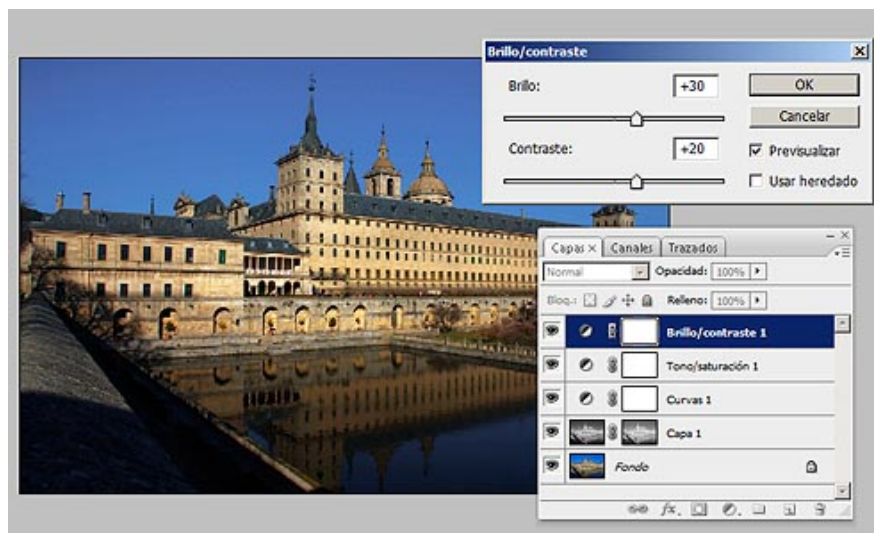 Brillo/contraste
Brillo: +30 OK
Cancelar
Contraste: +20 Previsualizar
Usar heredado
Capas × Canales Trazados
Normal Opacidad: 100%
Bloq.: Relleno: 100%
Brillo/contraste 1
Tono/saturación 1
Curvas 1
Capa 1
Fondo
fx.